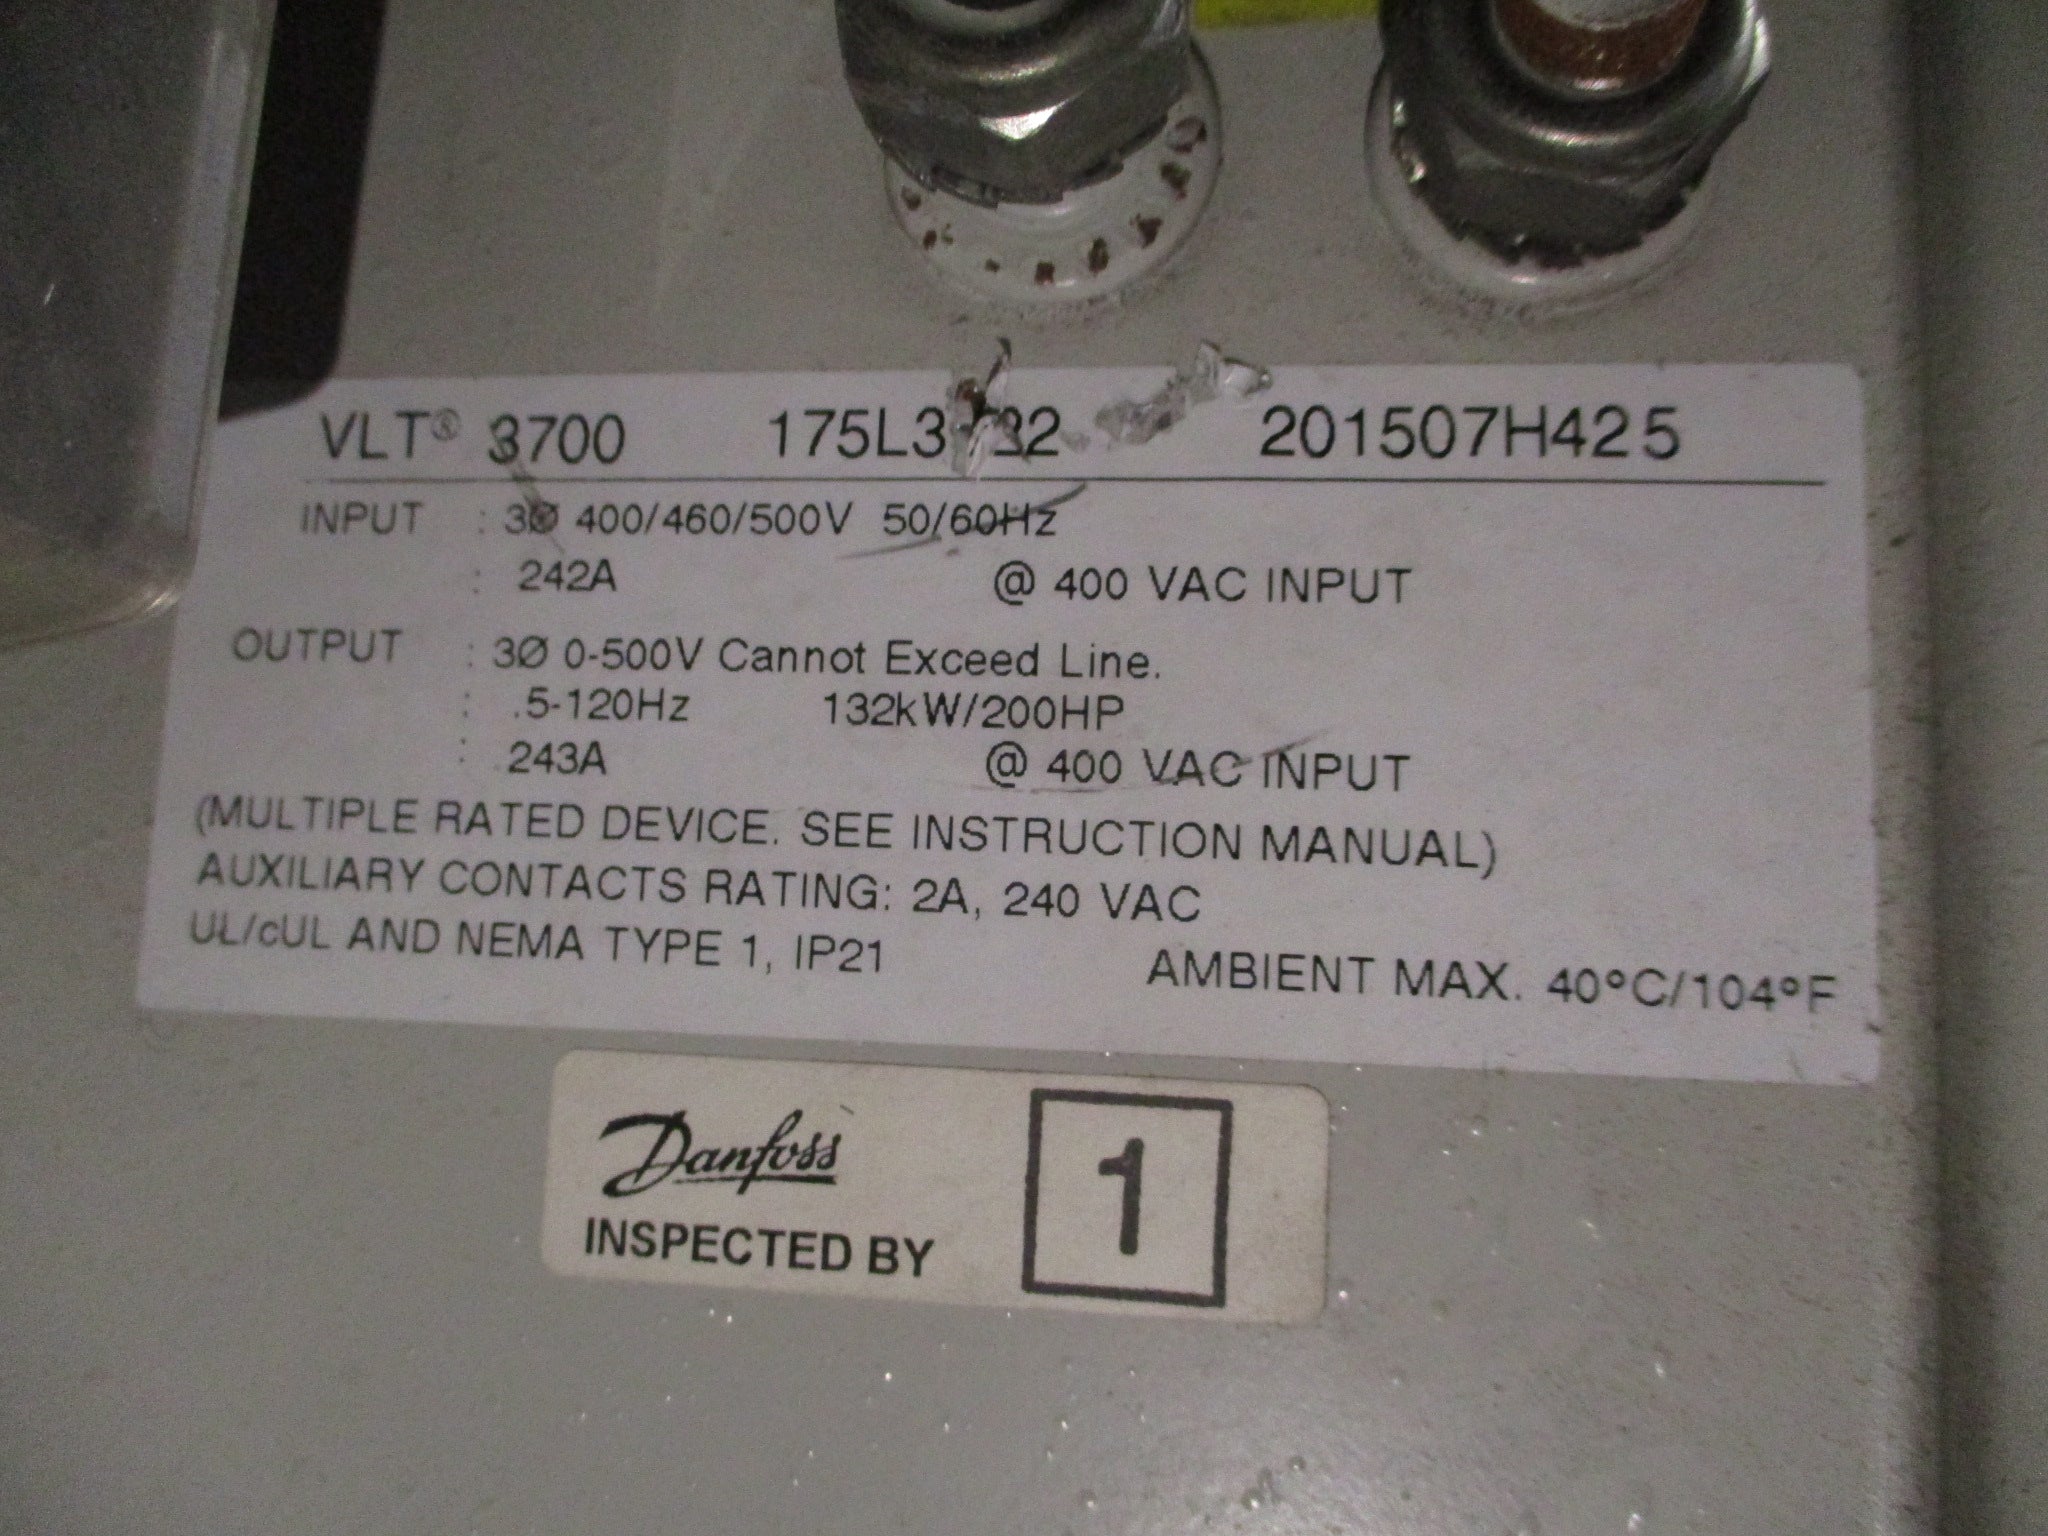 VLT® 3700 201507H425
INPUT : 3Ø 400/460/500V 50/60Hz
: 242A @ 400 VAC INPUT
OUTPUT : 3Ø 0-500V Cannot Exceed Line.
: .5-120Hz 132kW/200HP
: 243A @ 400 VAC INPUT
(MULTIPLE RATED DEVICE. SEE INSTRUCTION MANUAL)
AUXILIARY CONTACTS RATING: 2A, 240 VAC
UL/cUL AND NEMA TYPE 1, IP21
AMBIENT MAX. 40°C/104°F
Danfoss
INSPECTED BY 1